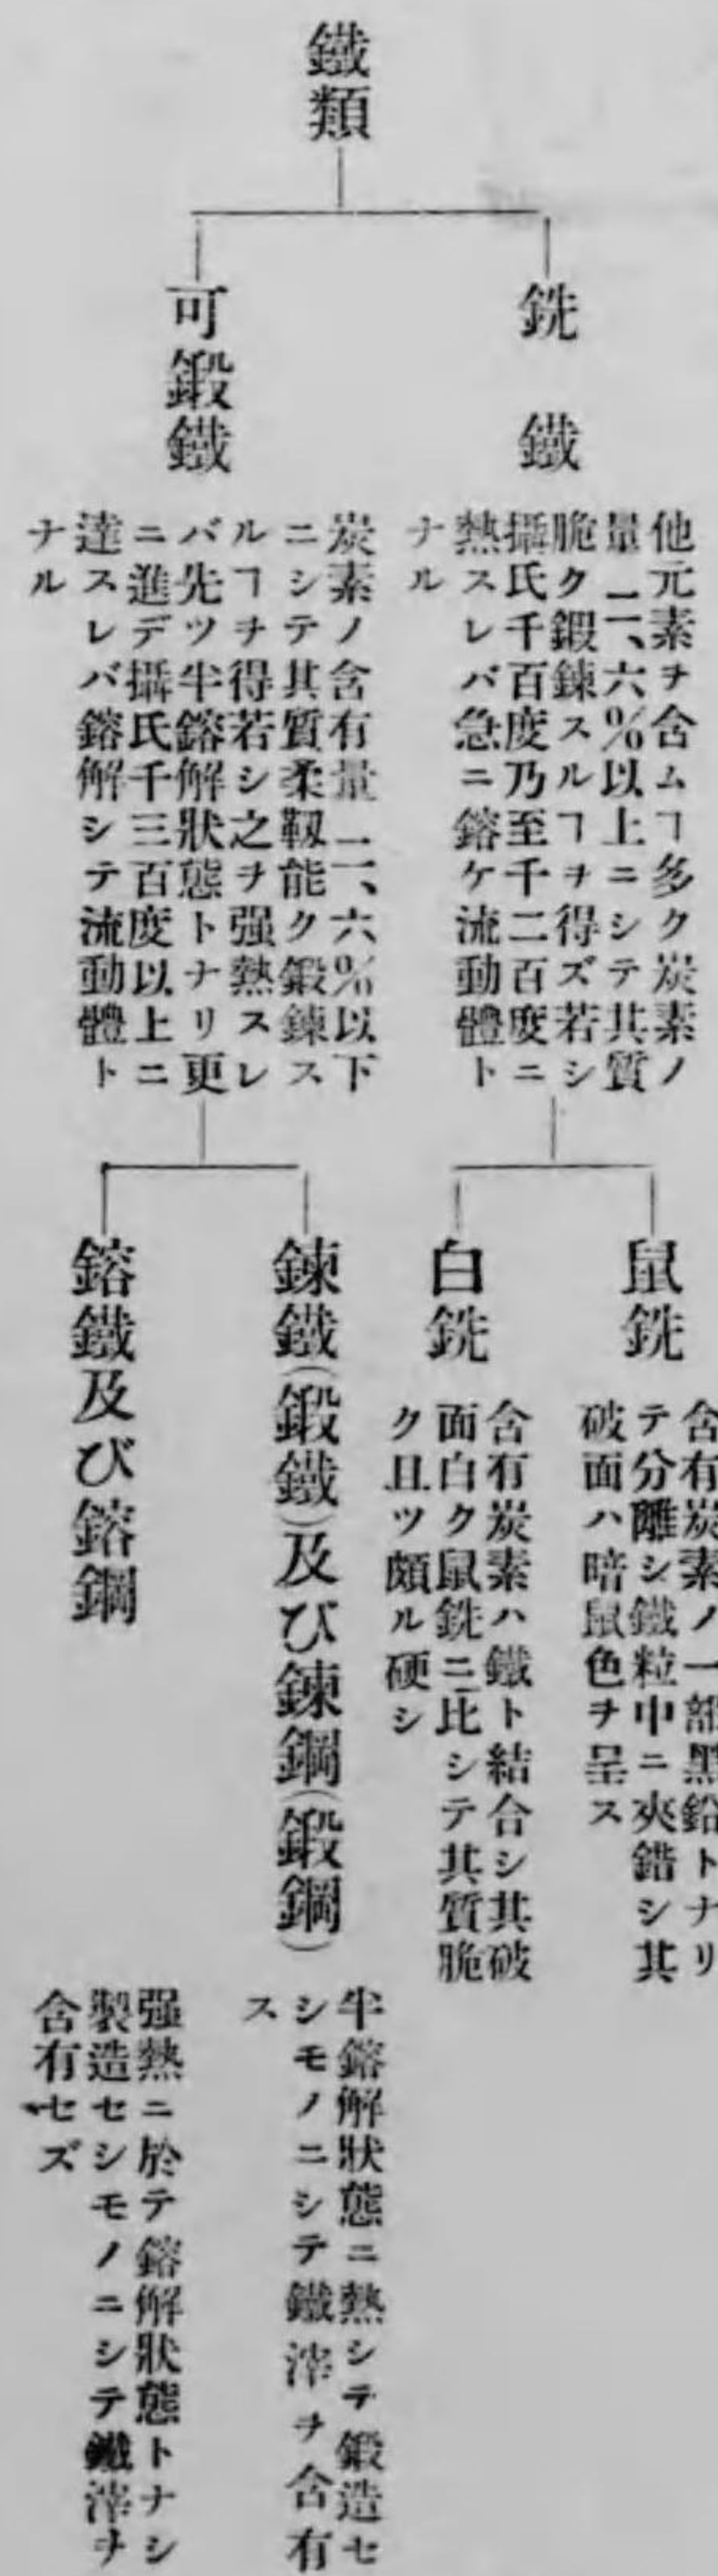 鐵類
銑鐵
他元素ヲ含ムヿ多ク炭素ノ
量二、六%以上ニシテ其質
脆ク鍜鍊スルヿヲ得ズ若シ
攝氏千百度乃至千二百度ニ
熱スレバ急ニ鎔ケ流動體ト
ナル
鼠銑
含有炭素ノ一部黑鉛トナリ
テ分離シ鐵粒中ニ夾錯シ其
破面ハ暗鼠色ヲ呈ス
白銑
含有炭素ハ鐵ト結合シ其破
面白ク鼠銑ニ比シテ其質脆
ク且ツ頗ル硬シ
可鍛鐵
炭素ノ含有量二、六%以下
ニシテ其質柔靱能ク鍛鍊ス
ルヿヲ得若シ之ヲ强熱スレ
バ先ツ半鎔解狀態トナリ更
ニ進デ攝氏千三百度以上ニ
達スレバ鎔解シテ流動體ト
ナル
鍊鐵(鍛鐵)及び鍊鋼(鍛鋼)
半鎔解狀態ニ熱シテ鍛造セ
シモノニシテ鐵滓ヲ含有
ス
鎔鐵及び鎔鋼
强熱ニ於テ鎔解狀態トナシ
製造セシモノニシテ鐵滓ヲ
含有セズ